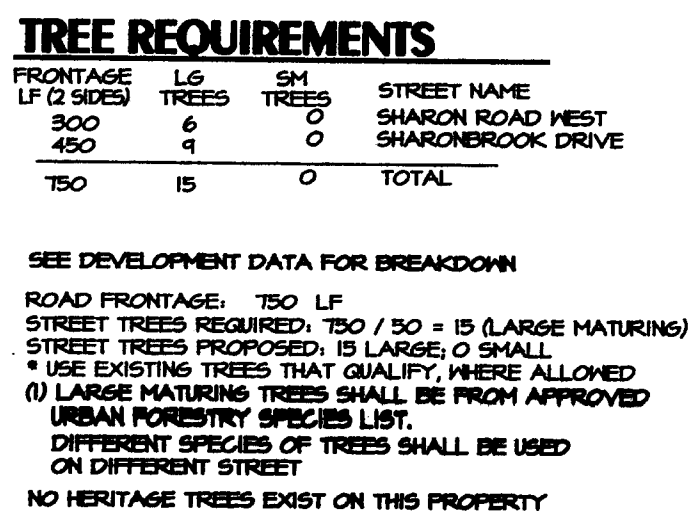 TREE REQUIREMENTS
FRONTAGE LG SM
LF (2 SIDES) TREES TREES STREET NAME
300 6 0 SHARON ROAD WEST
450 9 0 SHARONBROOK DRIVE
750 15 0 TOTAL
SEE DEVELOPMENT DATA FOR BREAKDOWN
ROAD FRONTAGE: 750 LF
STREET TREES REQUIRED: 750 / 50 = 15 (LARGE MATURING)
STREET TREES PROPOSED: 15 LARGE; 0 SMALL
* USE EXISTING TREES THAT QUALIFY, WHERE ALLOWED
(1) LARGE MATURING TREES SHALL BE FROM APPROVED
URBAN FORESTRY SPECIES LIST.
DIFFERENT SPECIES OF TREES SHALL BE USED
ON DIFFERENT STREET
NO HERITAGE TREES EXIST ON THIS PROPERTY